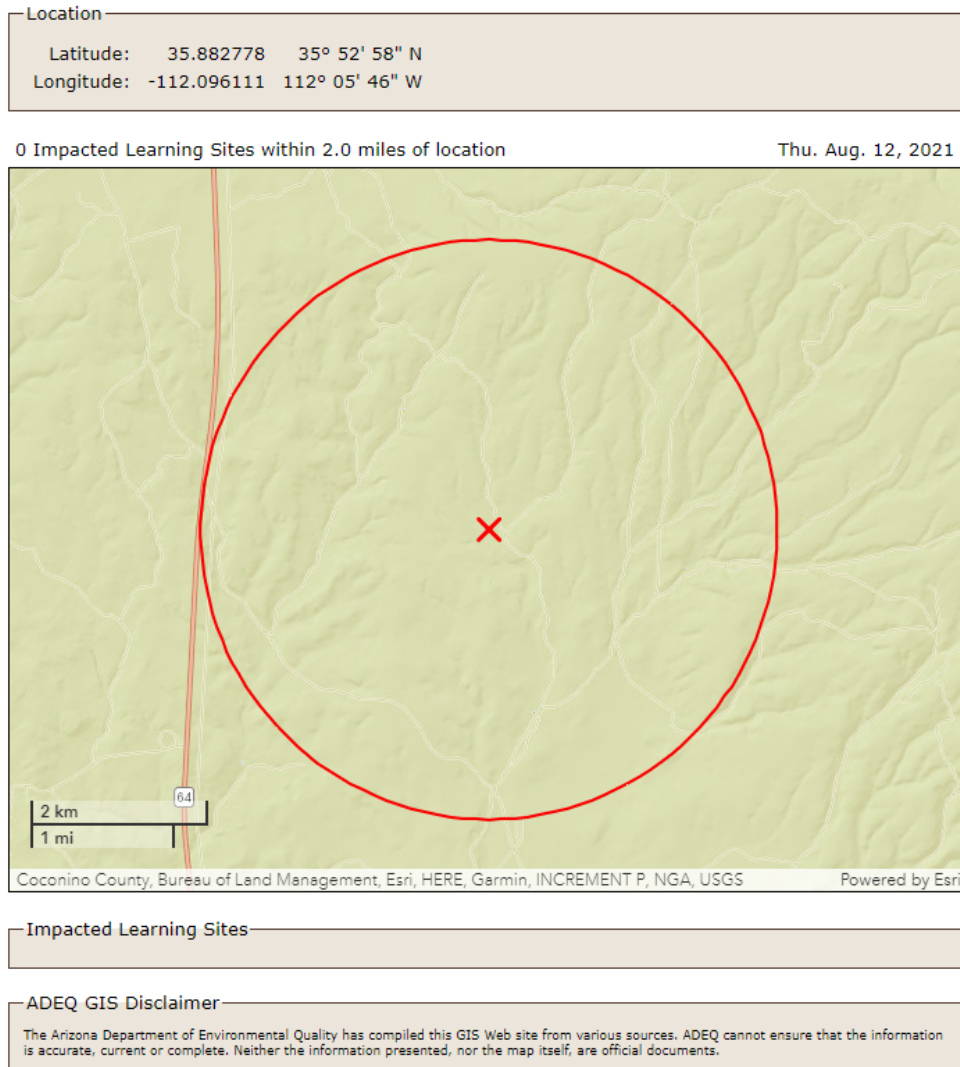 Location
Latitude: 35.882778 35º 52' 58" N
Longitude: -112.096111 112º 05' 46" W
0 Impacted Learning Sites within 2.0 miles of location Thu. Aug. 12, 2021
64
2 km
1 mi
Coconino County, Bureau of Land Management, Esri, HERE, Garmin, INCREMENT P, NGA, USGS Powered by Esri
Impacted Learning Sites
ADEQ GIS Disclaimer
The Arizona Department of Environmental Quality has compiled this GIS Web site from various sources. ADEQ cannot ensure that the information
is accurate, current or complete. Neither the information presented, nor the map itself, are official documents.